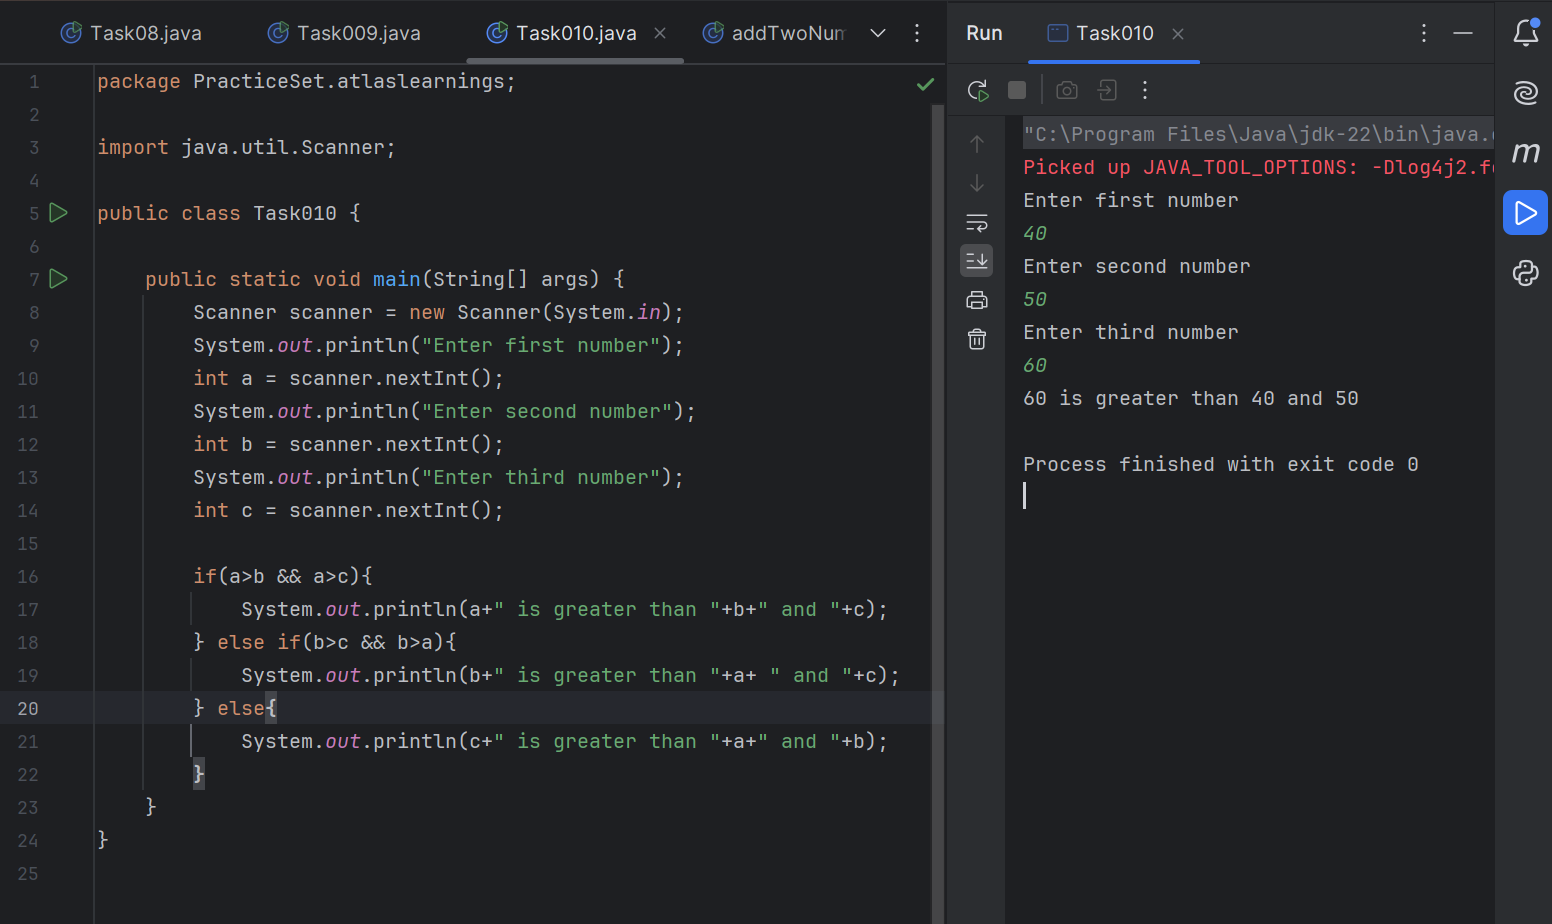 Task08.java Task009.java Task010.java addTwoNum
1 package PracticeSet.atlaslearnings;
2
3 import java.util.Scanner;
4
5 public class Task010 {
6
7     public static void main(String[] args) {
8         Scanner scanner = new Scanner(System.in);
9         System.out.println("Enter first number");
10         int a = scanner.nextInt();
11         System.out.println("Enter second number");
12         int b = scanner.nextInt();
13         System.out.println("Enter third number");
14         int c = scanner.nextInt();
15
16         if(a>b && a>c){
17             System.out.println(a+" is greater than "+b+" and "+c);
18         } else if(b>c && b>a){
19             System.out.println(b+" is greater than "+a+ " and "+c);
20         } else{
21             System.out.println(c+" is greater than "+a+" and "+b);
22         }
23     }
24 }
25
Run Task010
"C:\Program Files\Java\jdk-22\bin\java.
Picked up JAVA_TOOL_OPTIONS: -Dlog4j2.f
Enter first number
40
Enter second number
50
Enter third number
60
60 is greater than 40 and 50
Process finished with exit code 0
m